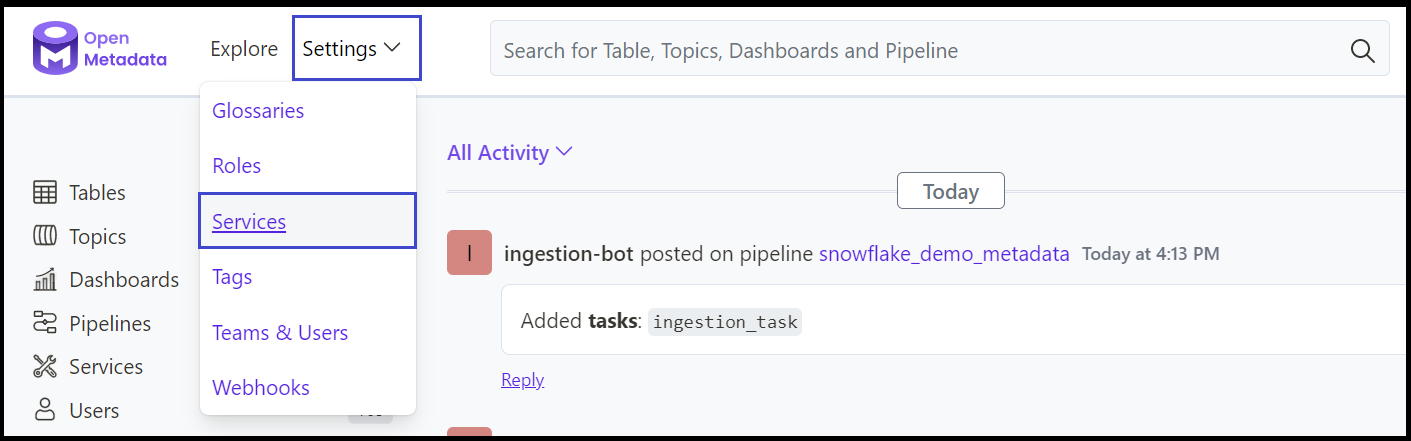 Open
Metadata
Explore
Settings
Search for Table, Topics, Dashboards and Pipeline
Glossaries
Roles
Services
Tags
Teams & Users
Webhooks
Tables
Topics
Dashboards
Pipelines
Services
Users
All Activity
Today
I
ingestion-bot posted on pipeline snowflake_demo_metadata Today at 4:13 PM
Added tasks: ingestion_task
Reply